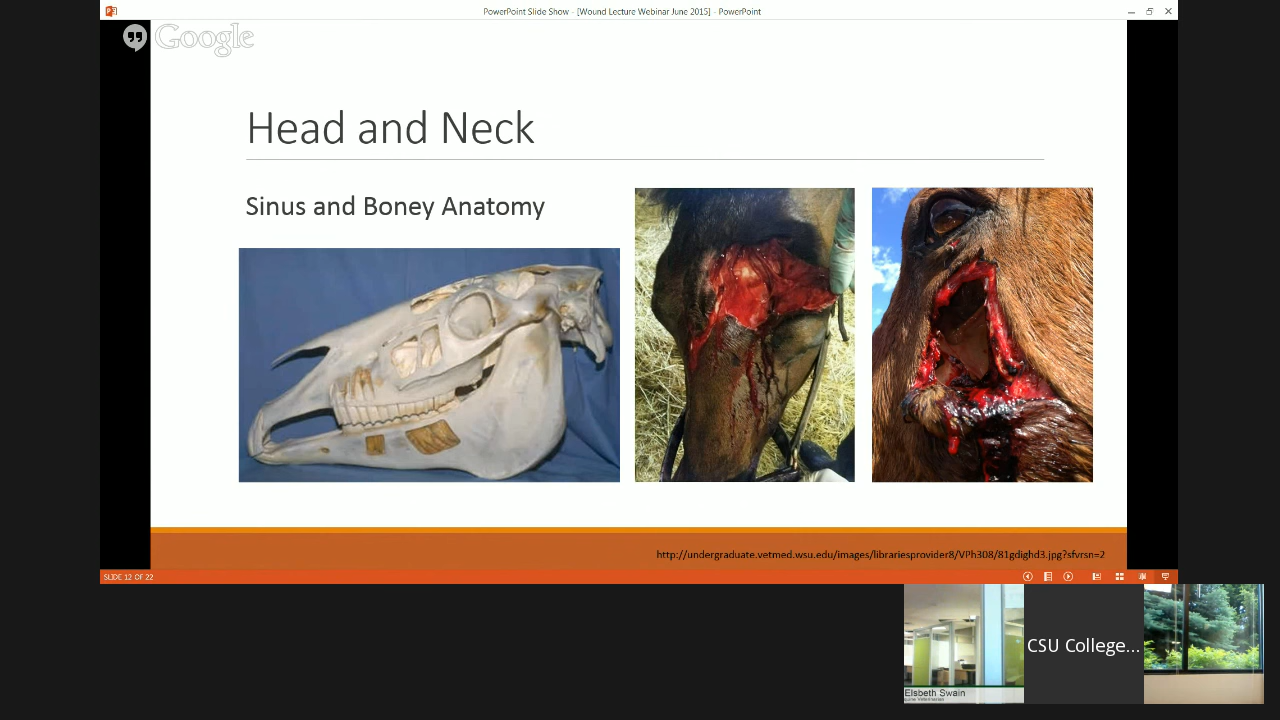 PowerPoint Slide Show - [Wound Lecture Webinar June 2015] - PowerPoint
Google
Head and Neck
Sinus and Boney Anatomy
http://undergraduate.vetmed.wsu.edu/images/librariesprovider8/VPh308/81gdighd3.jpg?sfvrsn=2
SLIDE 12 OF 22
Elsbeth Swain
CSU College...